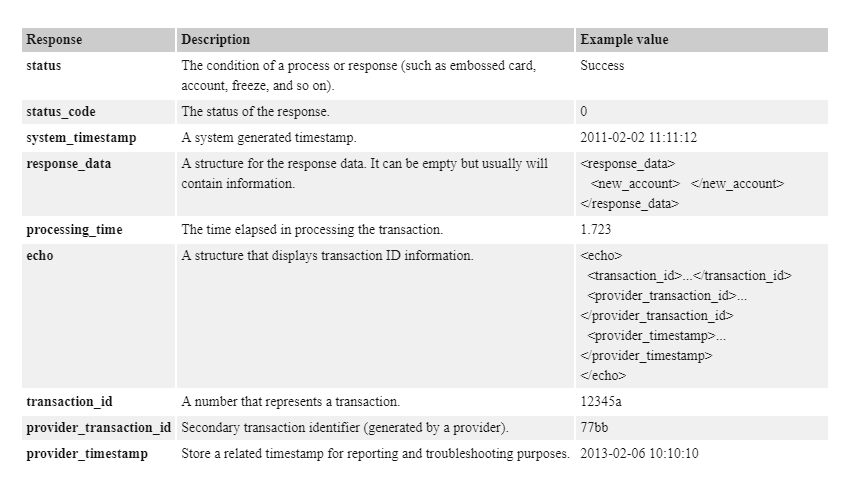 Response Description Example value
status The condition of a process or response (such as embossed card, Success
account, freeze, and so on).
status_code The status of the response. 0
system_timestamp A system generated timestamp. 2011-02-02 11:11:12
response_data A structure for the response data. It can be empty but usually will <response_data>
contain information. <new_account> </new_account>
</response_data>
processing_time The time elapsed in processing the transaction. 1.723
echo A structure that displays transaction ID information. <echo>
<transaction_id>...</transaction_id>
<provider_transaction_id>...
</provider_transaction_id>
<provider_timestamp>...
</provider_timestamp>
</echo>
transaction_id A number that represents a transaction. 12345a
provider_transaction_id Secondary transaction identifier (generated by a provider). 77bb
provider_timestamp Store a related timestamp for reporting and troubleshooting purposes. 2013-02-06 10:10:10